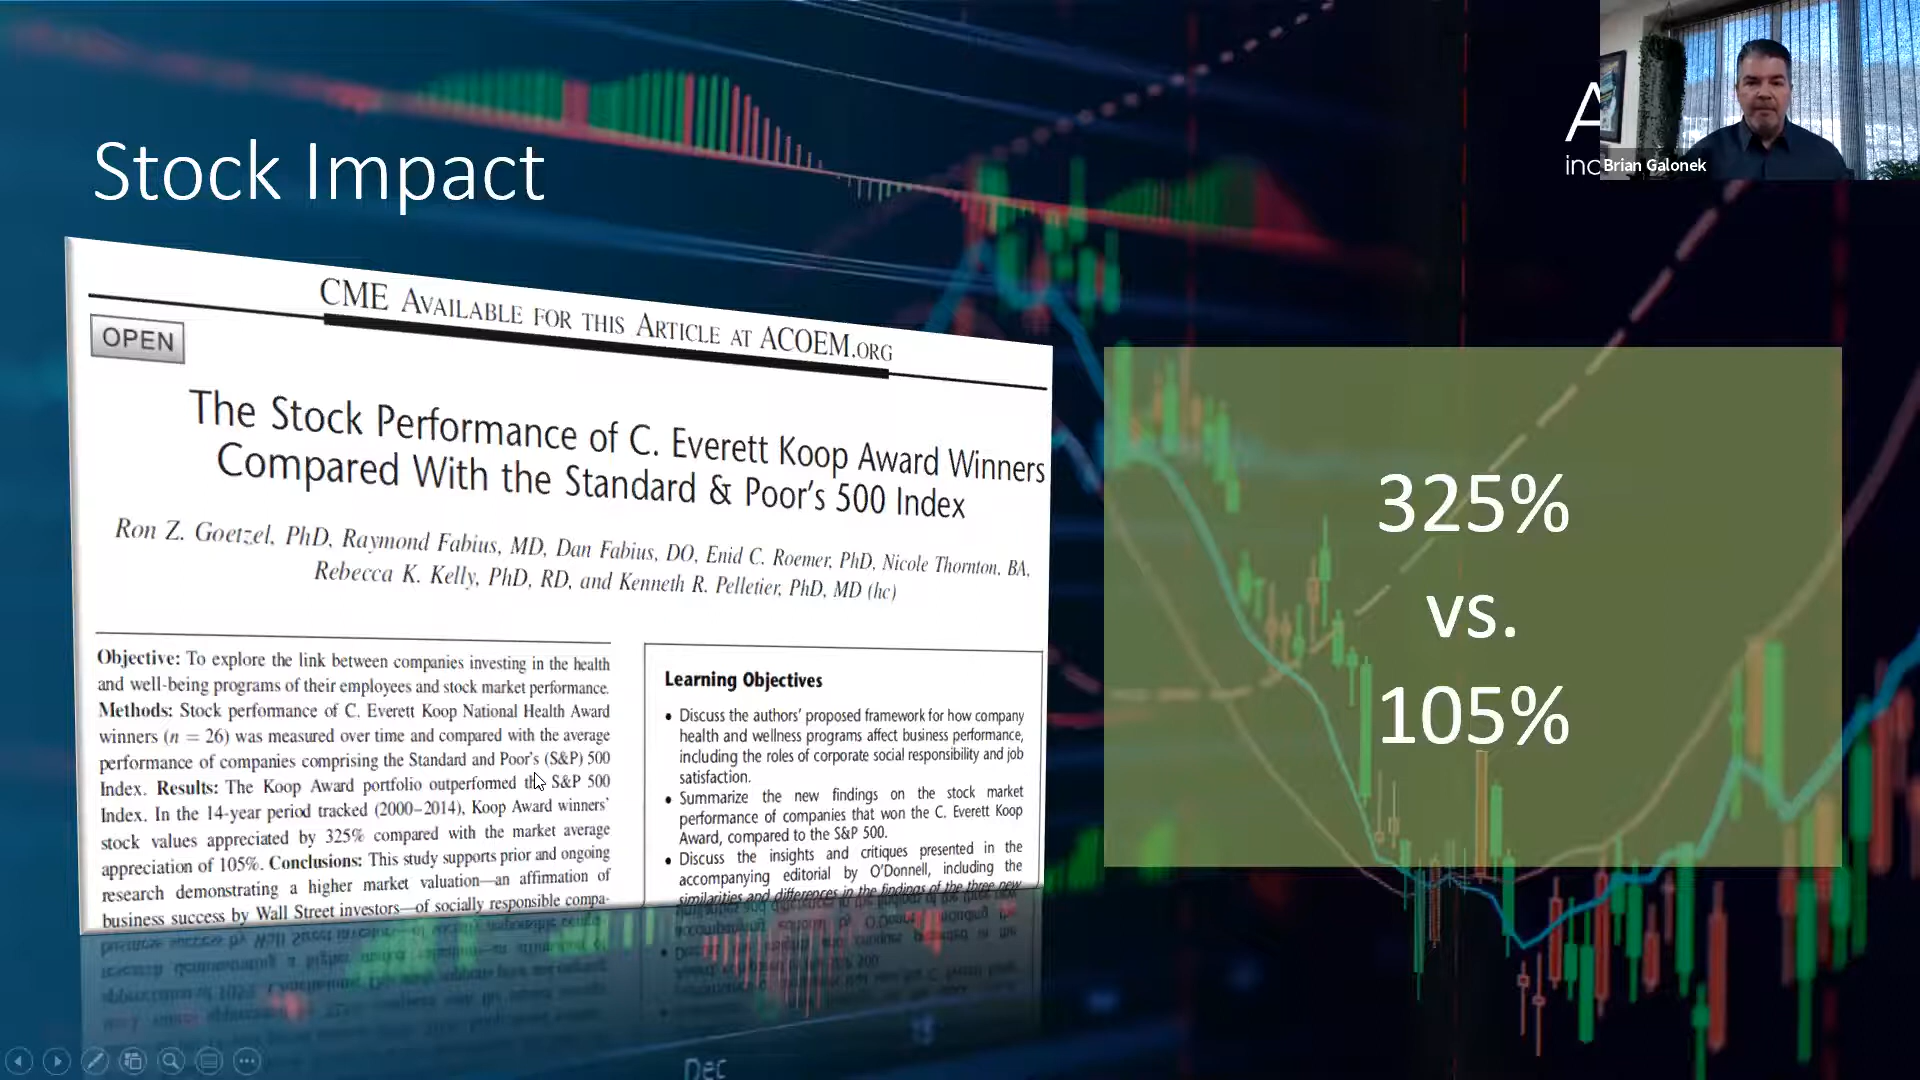 Stock Impact
Brian Galonek
CME AVAILABLE FOR THIS ARTICLE AT ACOEM.ORG
OPEN
The Stock Performance of C. Everett Koop Award Winners
Compared With the Standard & Poor's 500 Index
Ron Z. Goetzel, PhD, Raymond Fabius, MD, Dan Fabius, DO, Enid C. Roemer, PhD, Nicole Thornton, BA,
Rebecca K. Kelly, PhD, RD, and Kenneth R. Pelletier, PhD, MD (hc)
Objective: To explore the link between companies investing in the health
and well-being programs of their employees and stock market performance.
Methods: Stock performance of C. Everett Koop National Health Award
winners (n = 26) was measured over time and compared with the average
performance of companies comprising the Standard and Poor's (S&P) 500
Index. Results: The Koop Award portfolio outperformed the S&P 500
Index. In the 14-year period tracked (2000–2014), Koop Award winners'
stock values appreciated by 325% compared with the market average
appreciation of 105%. Conclusions: This study supports prior and ongoing
research demonstrating a higher market valuation—an affirmation of
business success by Wall Street investors—of socially responsible compa-
Learning Objectives
• Discuss the authors' proposed framework for how company
health and wellness programs affect business performance,
including the roles of corporate social responsibility and job
satisfaction.
• Summarize the new findings on the stock market
performance of companies that won the C. Everett Koop
Award, compared to the S&P 500.
• Discuss the insights and critiques presented in the
accompanying editorial by O'Donnell, including the
similarities and differences in the findings of the three new
325%
vs.
105%
Dec